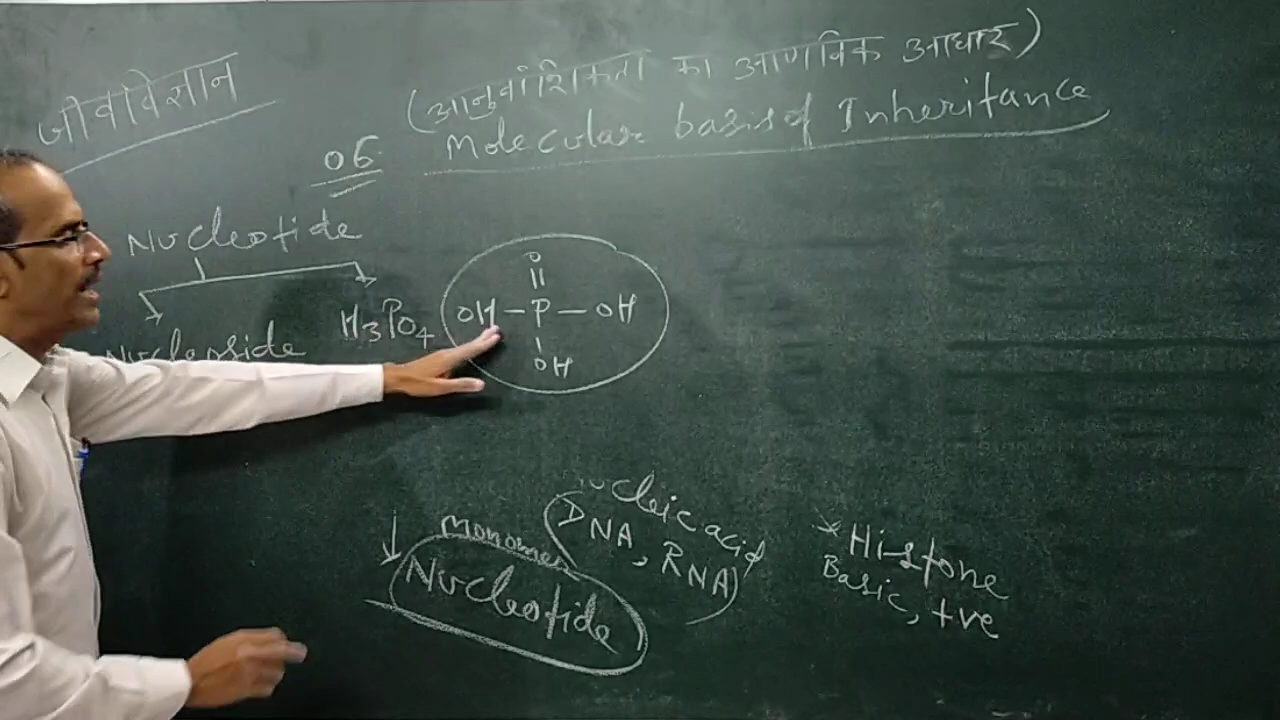 जीवविज्ञान
(आनुवांशिकता का आणविक आधार)
06
Molecular basis of Inheritance
Nucleotide
Nucleoside
H3PO4
O
||
OH — P — OH
OH
Nucleic acid
(DNA, RNA)
monomer
Nucleotide
* Histone
Basic, +ve